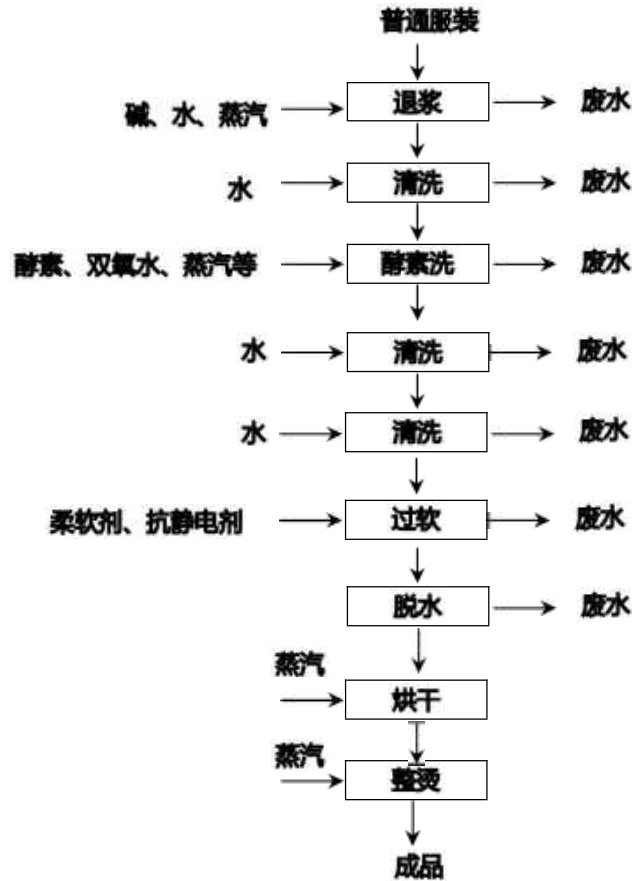 普通服装
碱、水、蒸汽
退浆
废水
水
清洗
废水
酵素、双氧水、蒸汽等
酵素洗
废水
水
清洗
废水
水
清洗
废水
柔软剂、抗静电剂
过软
废水
脱水
废水
蒸汽
烘干
蒸汽
整烫
成品